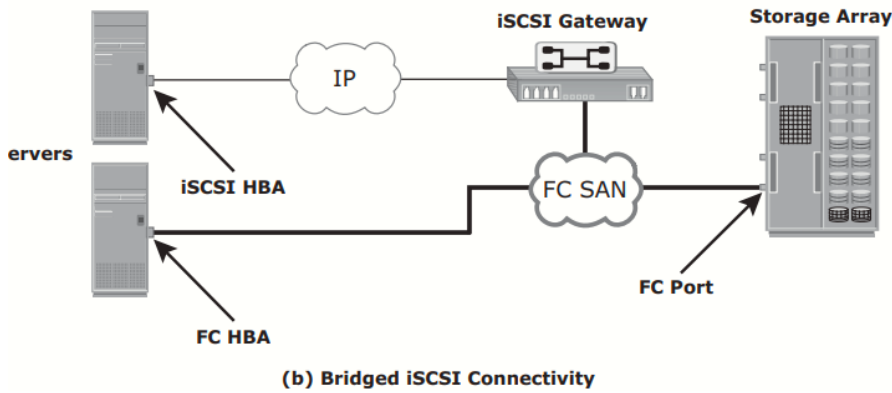 iSCSI Gateway
Storage Array
IP
ervers
iSCSI HBA
FC SAN
FC HBA
FC Port
(b) Bridged iSCSI Connectivity